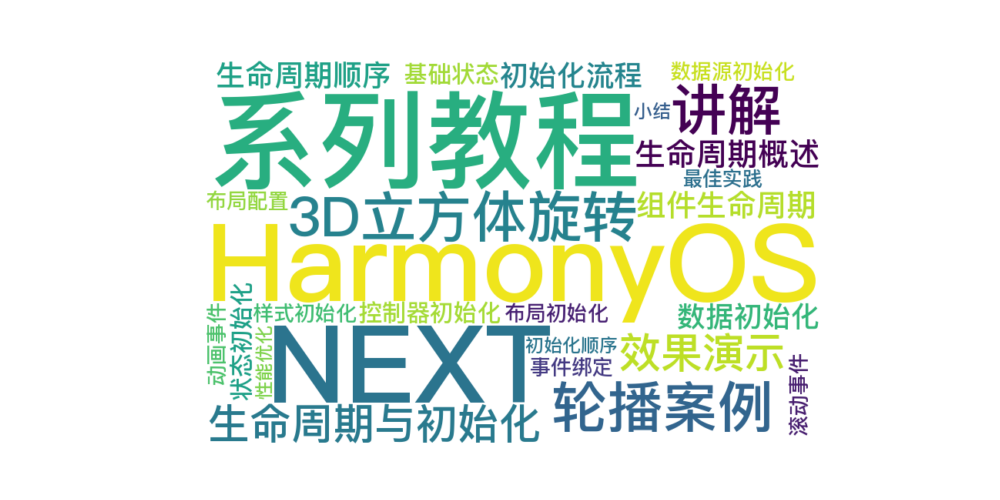 生命周期顺序
基础状态
初始化流程
数据源初始化
系列教程
小结
讲解
生命周期概述
最佳实践
布局配置
3D立方体旋转
组件生命周期
HarmonyOS
动画事件
状态初始化
样式初始化
控制器初始化
布局初始化
数据初始化
性能优化
NEXT
初始化顺序
事件绑定
效果演示
滚动事件
生命周期与初始化
轮播案例